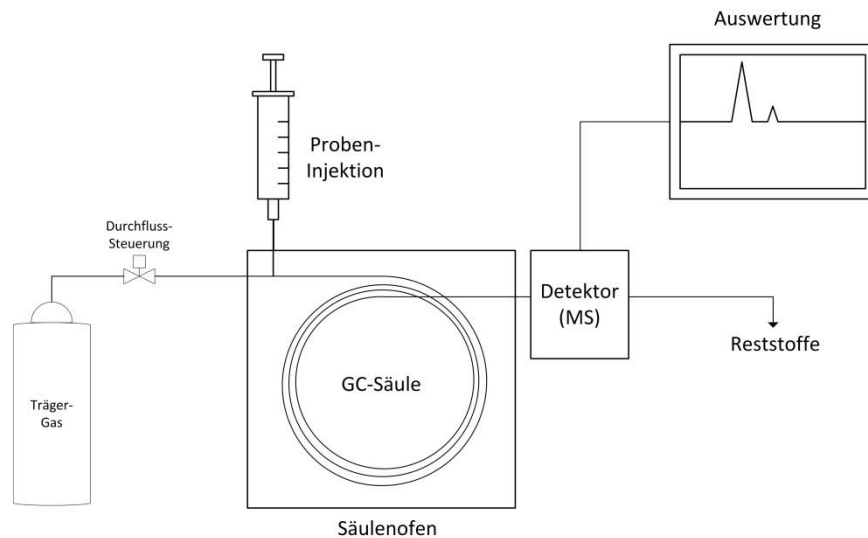 Auswertung
Proben-
Injektion
Durchfluss-
Steuerung
Detektor
(MS)
Reststoffe
GC-Säule
Träger-
Gas
Säulenofen